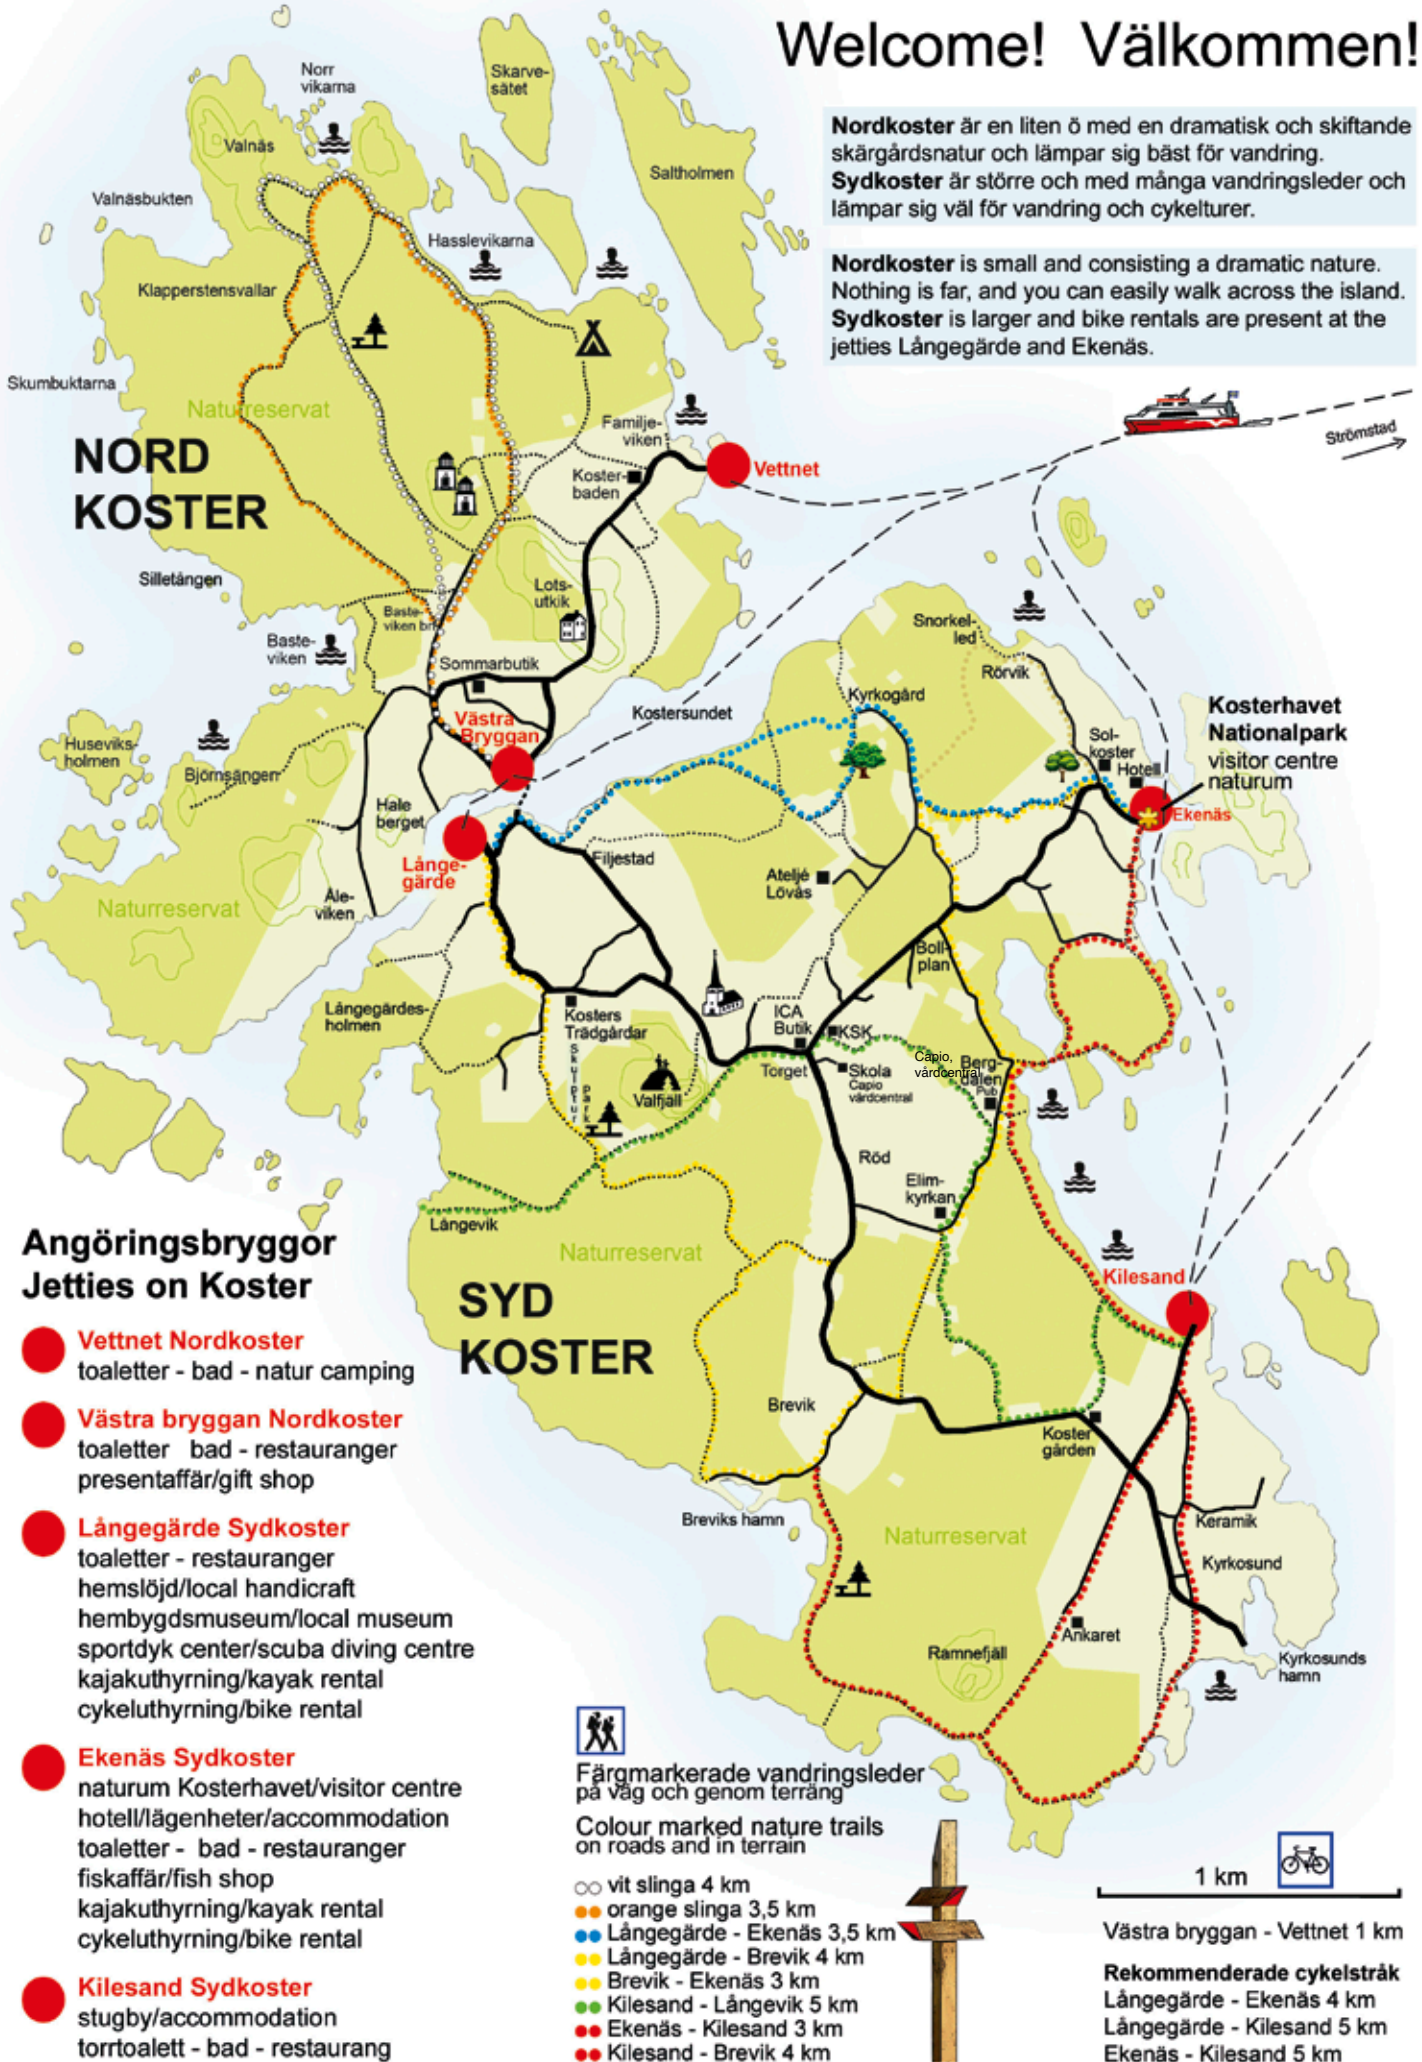 Welcome! Välkommen!
Nordkoster är en liten ö med en dramatisk och skiftande
skärgårdsnatur och lämpar sig bäst för vandring.
Sydkoster är större och med många vandringsleder och
lämpar sig väl för vandring och cykelturer.
Nordkoster is small and consisting a dramatic nature.
Nothing is far, and you can easily walk across the island.
Sydkoster is larger and bike rentals are present at the
jetties Långegärde and Ekenäs.
Norr
vikarna
Skarve-
sätet
Valnäs
Saltholmen
Valnäsbukten
Hasslevikarna
Klapperstensvallar
Skumbuktarna
Naturreservat
NORD
KOSTER
Familje-
viken
Koster-
baden
Vettnet
Strömstad
Silletången
Lots-
utkik
Baste-
viken br
Baste-
viken
Sommarbutik
Västra
Bryggan
Kostersundet
Huseviks-
holmen
Björnsängen
Hale
berget
Långe-
gärde
Åle-
viken
Naturreservat
Snorkel-
led
Rörvik
Kyrkogård
Sol-
koster
Hotell
Kosterhavet
Nationalpark
visitor centre
naturum
Ekenäs
Filjestad
Ateljé
Lövås
Boll-
plan
Långegärdes-
holmen
Kosters
Trädgårdar
Skulptur
park
Valfjäll
ICA
Butik
KSK
Torget
Skola
Capio
vårdcentral
Capio,
vårdcentral
Berg-
dalen
Pub
Röd
Elim-
kyrkan
Långevik
Naturreservat
SYD
KOSTER
Kilesand
Brevik
Koster
gården
Breviks hamn
Naturreservat
Keramik
Kyrkosund
Ankaret
Ramnefjäll
Kyrkosunds
hamn
Angöringsbryggor
Jetties on Koster
Vettnet Nordkoster
toaletter - bad - natur camping
Västra bryggan Nordkoster
toaletter bad - restauranger
presentaffär/gift shop
Långegärde Sydkoster
toaletter - restauranger
hemslöjd/local handicraft
hembygdsmuseum/local museum
sportdyk center/scuba diving centre
kajakuthyrning/kayak rental
cykeluthyrning/bike rental
Ekenäs Sydkoster
naturum Kosterhavet/visitor centre
hotell/lägenheter/accommodation
toaletter - bad - restauranger
fiskaffär/fish shop
kajakuthyrning/kayak rental
cykeluthyrning/bike rental
Kilesand Sydkoster
stugby/accommodation
torrtoalett - bad - restaurang
Färgmarkerade vandringsleder
på väg och genom terräng
Colour marked nature trails
on roads and in terrain
vit slinga 4 km
orange slinga 3,5 km
Långegärde - Ekenäs 3,5 km
Långegärde - Brevik 4 km
Brevik - Ekenäs 3 km
Kilesand - Långevik 5 km
Ekenäs - Kilesand 3 km
Kilesand - Brevik 4 km
1 km
Västra bryggan - Vettnet 1 km
Rekommenderade cykelstråk
Långegärde - Ekenäs 4 km
Långegärde - Kilesand 5 km
Ekenäs - Kilesand 5 km